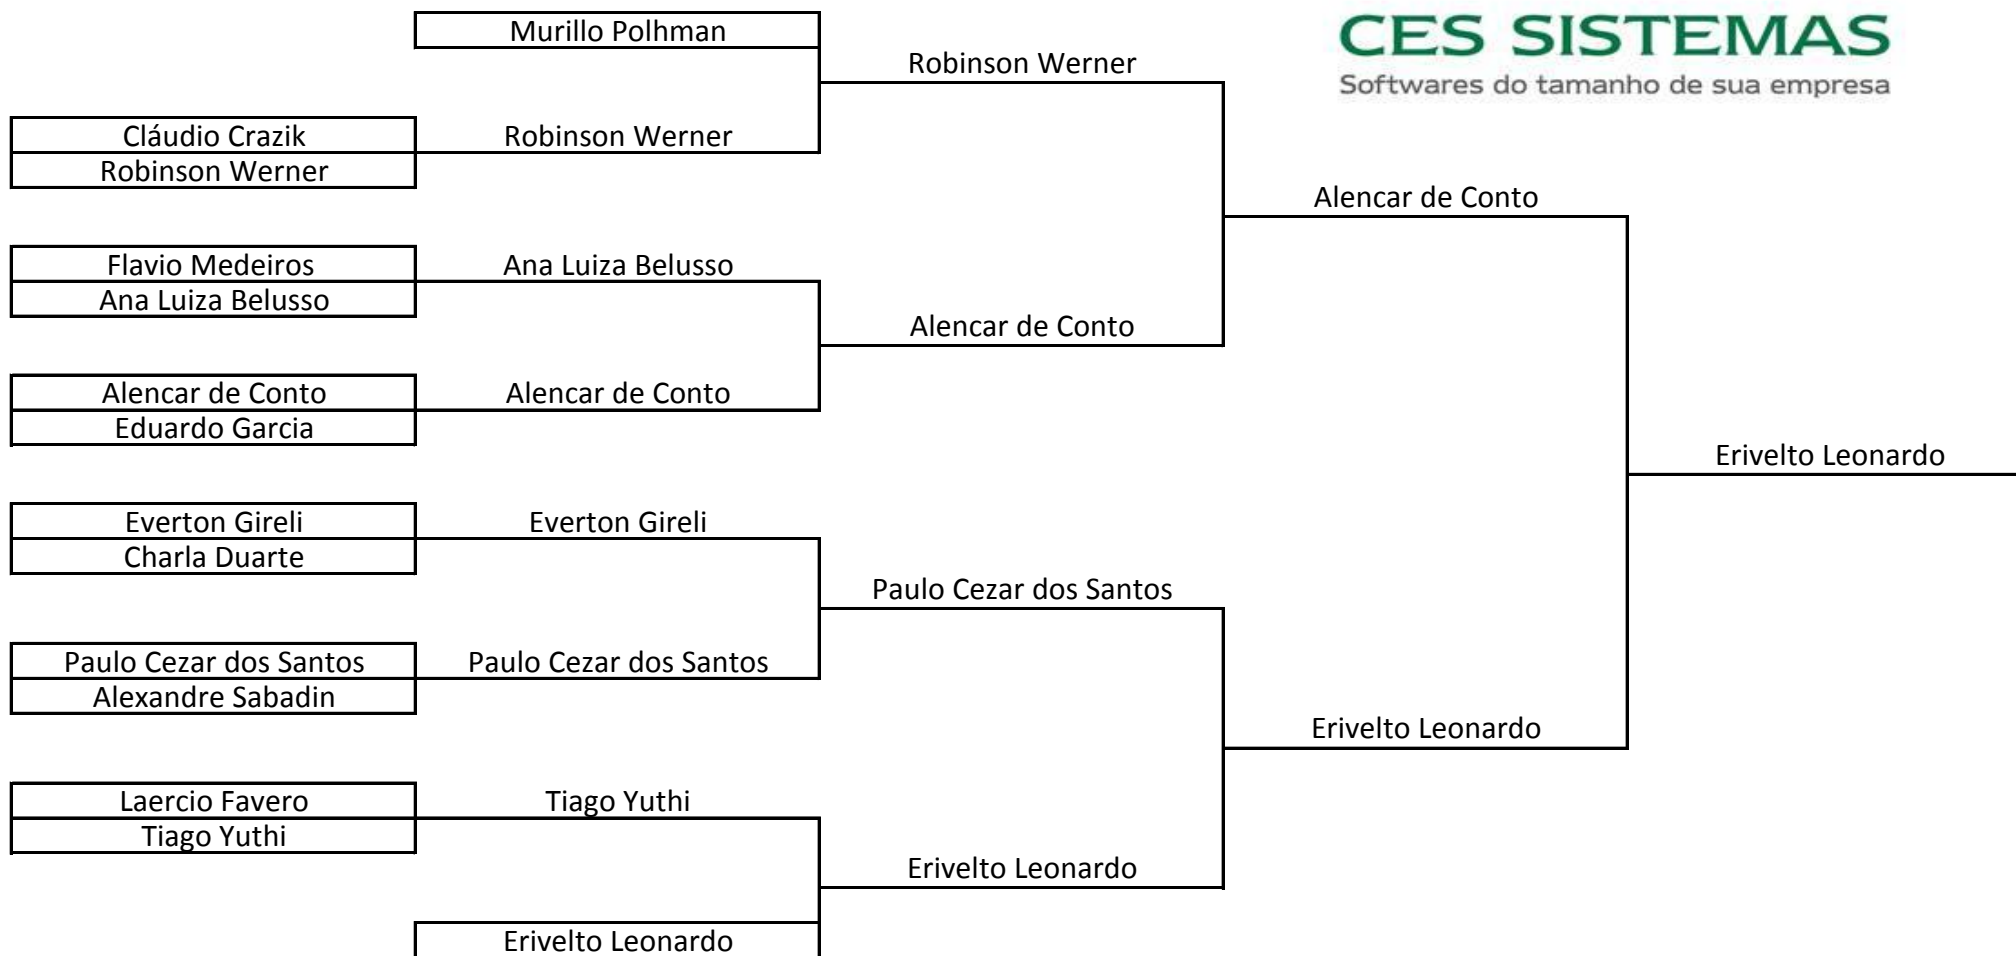 Murillo Polhman
CES SISTEMAS
Softwares do tamanho de sua empresa
Robinson Werner
Cláudio Crazik
Robinson Werner
Robinson Werner
Alencar de Conto
Flavio Medeiros
Ana Luiza Belusso
Ana Luiza Belusso
Alencar de Conto
Alencar de Conto
Alencar de Conto
Eduardo Garcia
Erivelto Leonardo
Everton Gireli
Everton Gireli
Charla Duarte
Paulo Cezar dos Santos
Paulo Cezar dos Santos
Paulo Cezar dos Santos
Alexandre Sabadin
Erivelto Leonardo
Laercio Favero
Tiago Yuthi
Tiago Yuthi
Erivelto Leonardo
Erivelto Leonardo